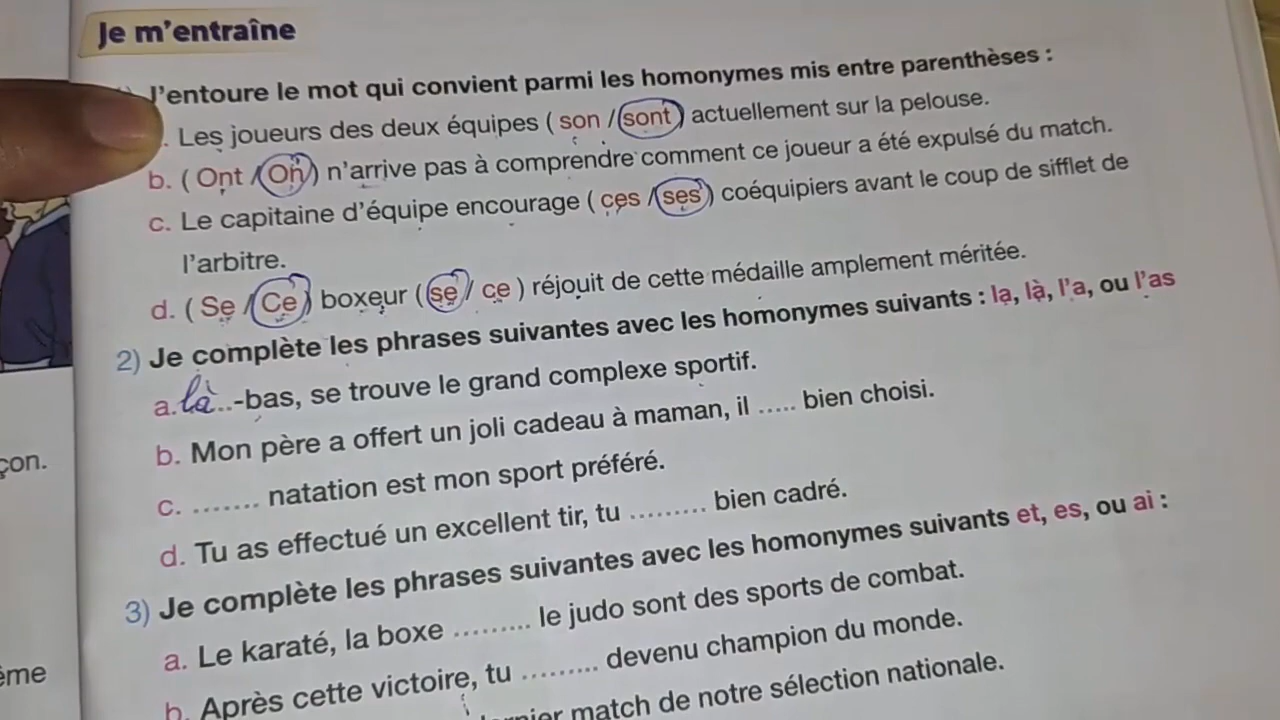 Je m'entraîne
J'entoure le mot qui convient parmi les homonymes mis entre parenthèses :
Les joueurs des deux équipes ( son / sont ) actuellement sur la pelouse.
b. ( Ont / On ) n'arrive pas à comprendre comment ce joueur a été expulsé du match.
c. Le capitaine d'équipe encourage ( ces / ses ) coéquipiers avant le coup de sifflet de
l'arbitre.
d. ( Se / Ce ) boxeur ( se / ce ) réjouit de cette médaille amplement méritée.
2) Je complète les phrases suivantes avec les homonymes suivants : la, là, l'a, ou l'as
a. là..-bas, se trouve le grand complexe sportif.
b. Mon père a offert un joli cadeau à maman, il ..... bien choisi.
çon.
c. ....... natation est mon sport préféré.
d. Tu as effectué un excellent tir, tu ......... bien cadré.
3) Je complète les phrases suivantes avec les homonymes suivants et, es, ou ai :
a. Le karaté, la boxe ......... le judo sont des sports de combat.
ême
b. Après cette victoire, tu ......... devenu champion du monde.
match de notre sélection nationale.